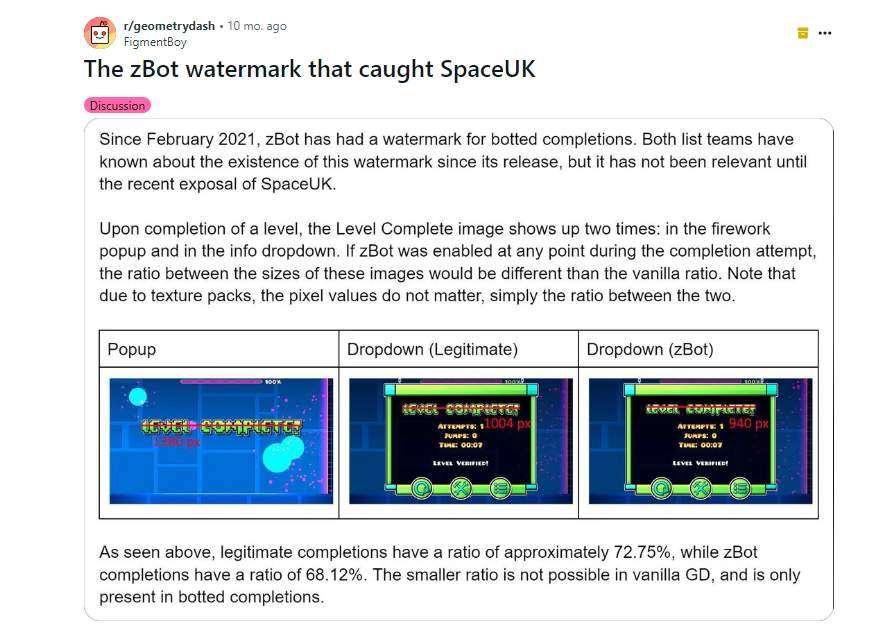 r/geometrydash • 10 mo. ago
FigmentBoy
The zBot watermark that caught SpaceUK
Discussion
Since February 2021, zBot has had a watermark for botted completions. Both list teams have
known about the existence of this watermark since its release, but it has not been relevant until
the recent exposal of SpaceUK.
Upon completion of a level, the Level Complete image shows up two times: in the firework
popup and in the info dropdown. If zBot was enabled at any point during the completion attempt,
the ratio between the sizes of these images would be different than the vanilla ratio. Note that
due to texture packs, the pixel values do not matter, simply the ratio between the two.
Popup
Dropdown (Legitimate)
Dropdown (zBot)
100%
LEVEL COMPLETE!
1380 px
100%
LEVEL COMPLETE!
ATTEMPTS: 1
1004 px
JUMPS: 0
TIME: 00:07
LEVEL VERIFIED!
100%
LEVEL COMPLETE!
ATTEMPTS: 1
940 px
JUMPS: 0
TIME: 00:07
LEVEL VERIFIED!
As seen above, legitimate completions have a ratio of approximately 72.75%, while zBot
completions have a ratio of 68.12%. The smaller ratio is not possible in vanilla GD, and is only
present in botted completions.